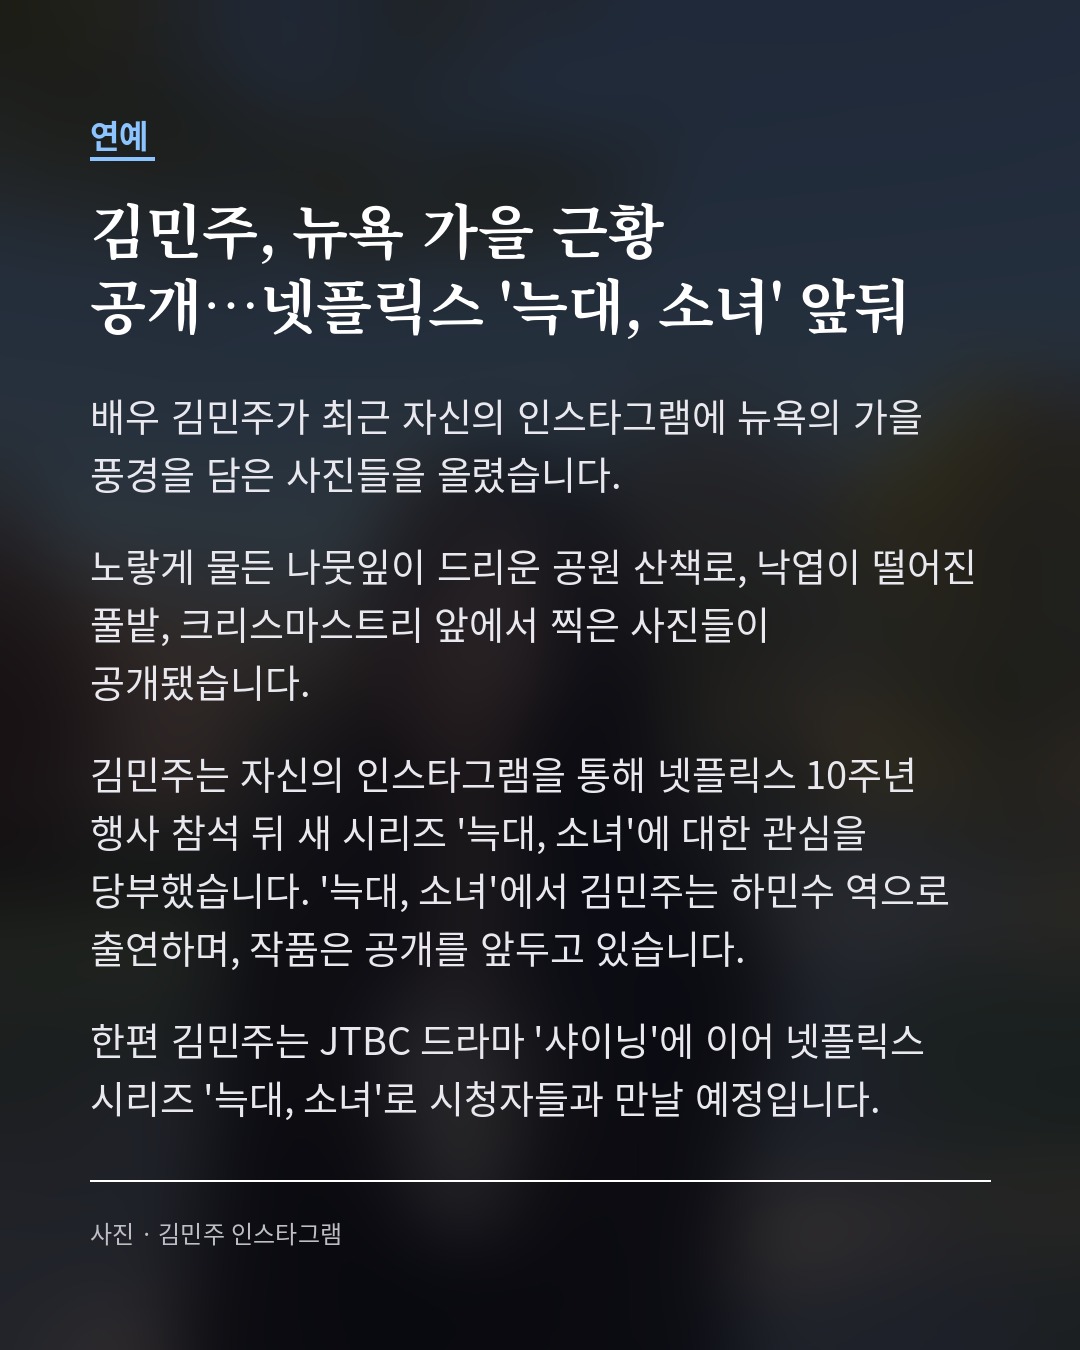 연예
김민주, 뉴욕 가을 근황
공개…넷플릭스 '늑대, 소녀' 앞둬
배우 김민주가 최근 자신의 인스타그램에 뉴욕의 가을
풍경을 담은 사진들을 올렸습니다.
노랗게 물든 나뭇잎이 드리운 공원 산책로, 낙엽이 떨어진
풀밭, 크리스마스트리 앞에서 찍은 사진들이
공개됐습니다.
김민주는 자신의 인스타그램을 통해 넷플릭스 10주년
행사 참석 뒤 새 시리즈 '늑대, 소녀'에 대한 관심을
당부했습니다. '늑대, 소녀'에서 김민주는 하민수 역으로
출연하며, 작품은 공개를 앞두고 있습니다.
한편 김민주는 JTBC 드라마 '샤이닝'에 이어 넷플릭스
시리즈 '늑대, 소녀'로 시청자들과 만날 예정입니다.
사진 · 김민주 인스타그램